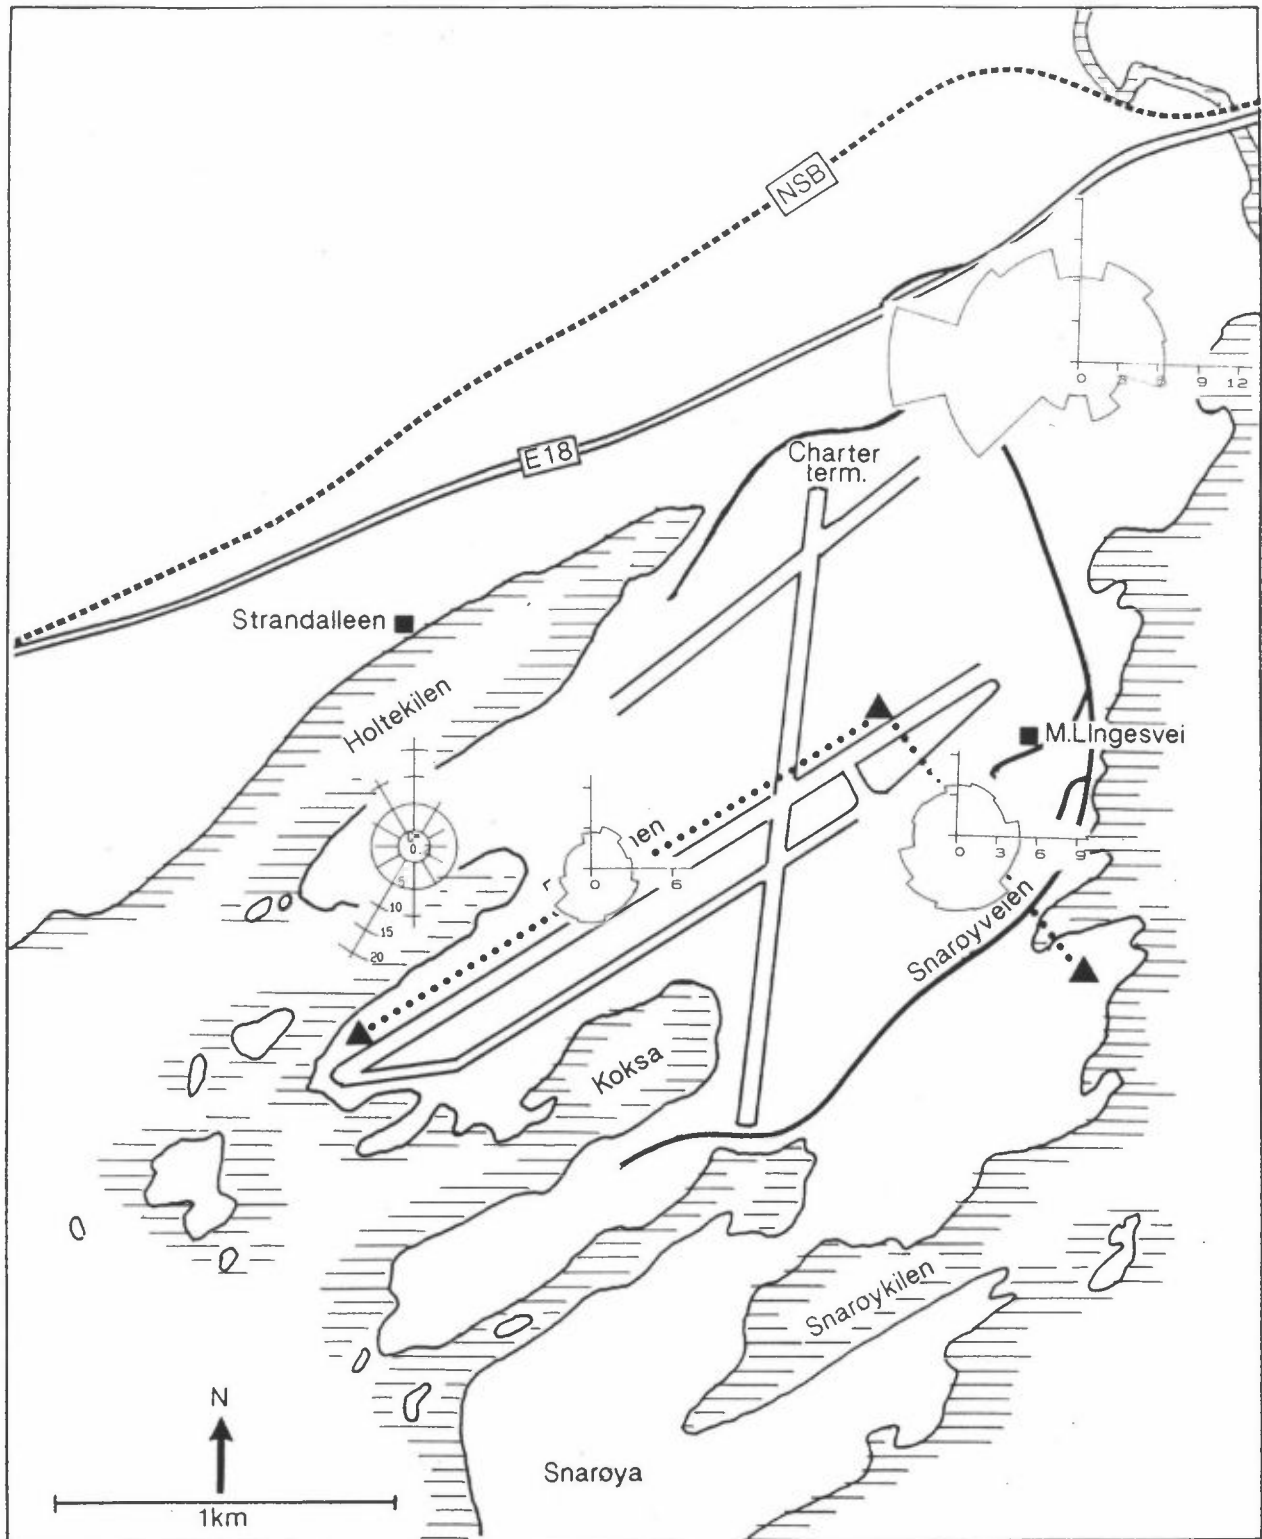 NSB
0 3 6 9 12
E18
Charter
term.
Strandalleen
Holtekilen
M.LIngesvei
5
10
15
20
0 6
0 3 6 9
Snarøyveien
Koksa
Snarøykilen
N
Snarøya
1km